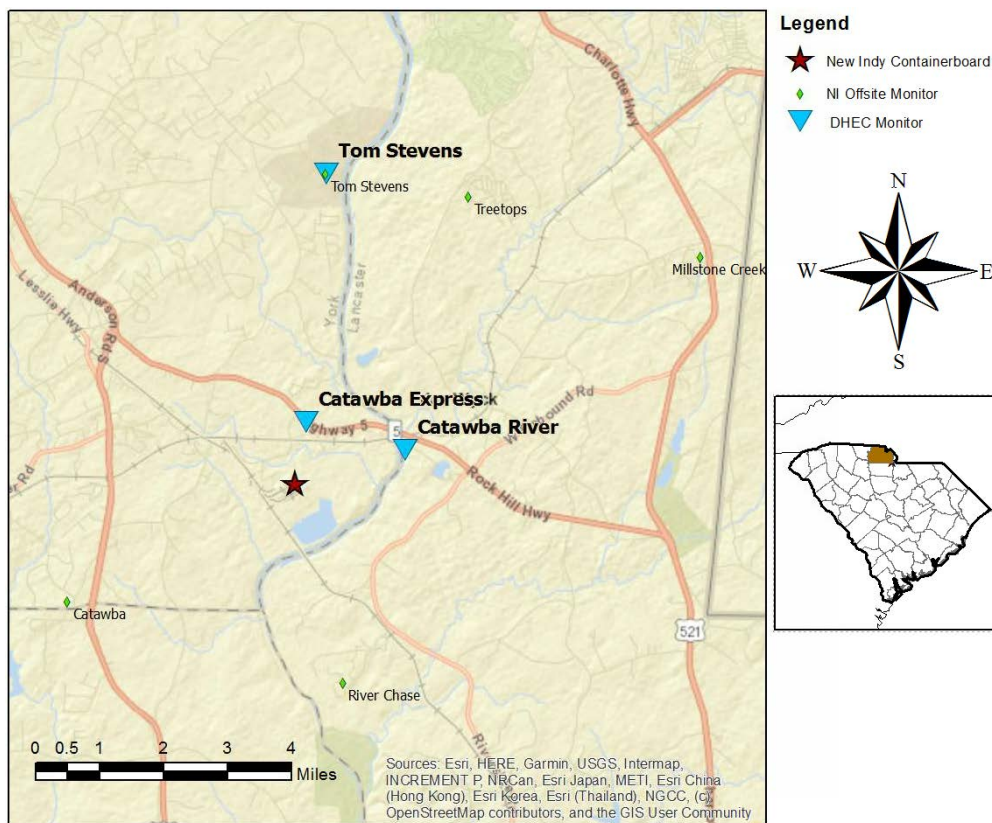 Legend
New Indy Containerboard
NI Offsite Monitor
DHEC Monitor
N
W
E
S
Charlotte Hwy
Tom Stevens
Tom Stevens
Treetops
Millstone Creek
York
Lancaster
Lesslie Hwy
Anderson Rd S
Catawba Express
Highway 5
5
Catawba River
Rock Hill Hwy
Rd
Catawba
521
River Chase
0 0.5 1 2 3 4
Miles
Sources: Esri, HERE, Garmin, USGS, Intermap,
INCREMENT P, NRCan, Esri Japan, METI, Esri China
(Hong Kong), Esri Korea, Esri (Thailand), NGCC, (c)
OpenStreetMap contributors, and the GIS User Community